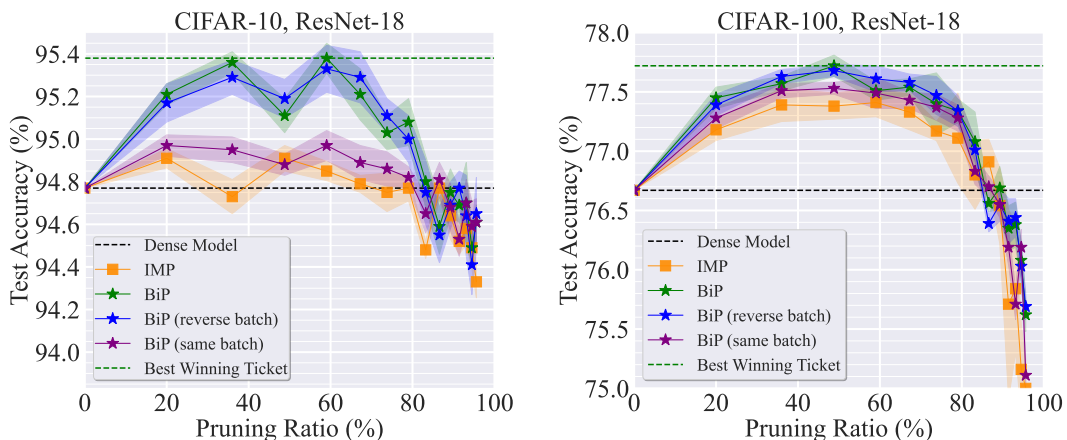 CIFAR-10, ResNet-18
Test Accuracy (%)
95.4
95.2
95.0
94.8
94.6
94.4
94.2
94.0
Dense Model
IMP
BiP
BiP (reverse batch)
BiP (same batch)
Best Winning Ticket
0 20 40 60 80 100
Pruning Ratio (%)
CIFAR-100, ResNet-18
Test Accuracy (%)
78.0
77.5
77.0
76.5
76.0
75.5
75.0
Dense Model
IMP
BiP
BiP (reverse batch)
BiP (same batch)
Best Winning Ticket
0 20 40 60 80 100
Pruning Ratio (%)